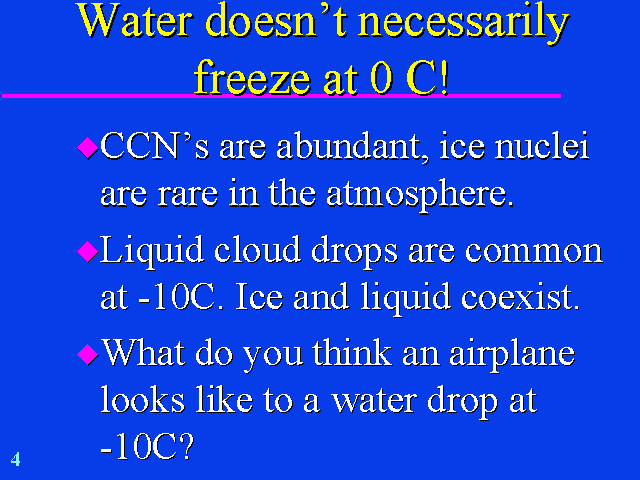 Water doesn't necessarily
freeze at 0 C!
CCN's are abundant, ice nuclei
are rare in the atmosphere.
Liquid cloud drops are common
at -10C. Ice and liquid coexist.
What do you think an airplane
looks like to a water drop at
-10C?
4